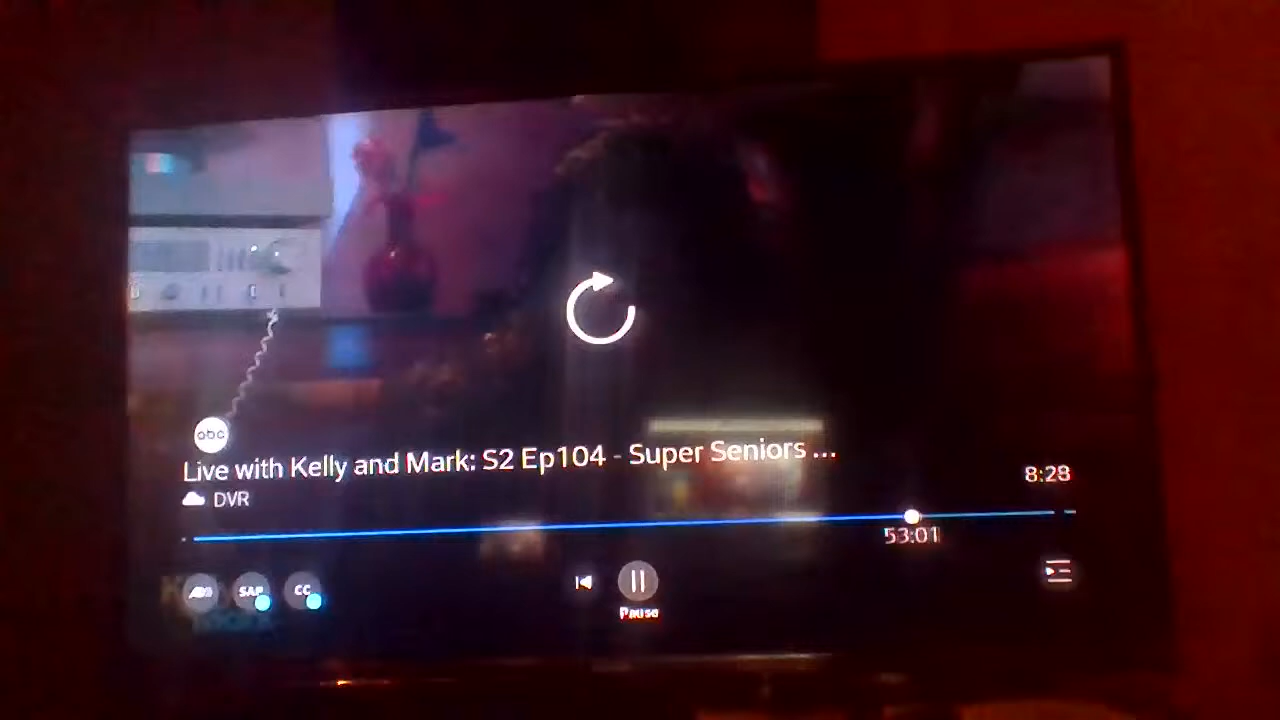 abc
Live with Kelly and Mark: S2 Ep104 - Super Seniors ...
8:28
DVR
53:01
SAP
CC
Pause